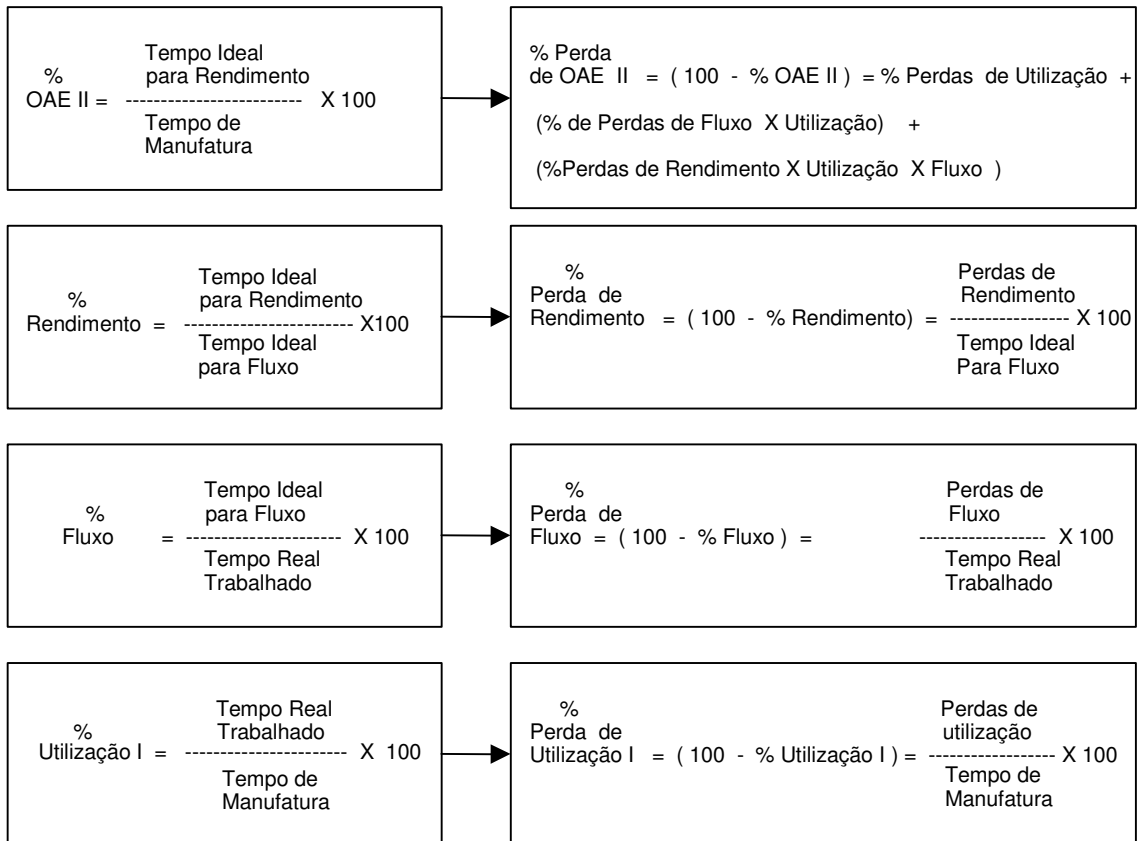 Tempo Ideal
% para Rendimento
OAE II = ------------------------- X 100
Tempo de
Manufatura
% Perda
de OAE II = ( 100 - % OAE II ) = % Perdas de Utilização +
(% de Perdas de Fluxo X Utilização) +
(%Perdas de Rendimento X Utilização X Fluxo )
Tempo Ideal
% para Rendimento
Rendimento = ------------------------ X100
Tempo Ideal
para Fluxo
% Perdas de
Perda de Rendimento
Rendimento = ( 100 - % Rendimento) = ----------------- X 100
Tempo Ideal
Para Fluxo
Tempo Ideal
% para Fluxo
Fluxo = ---------------------- X 100
Tempo Real
Trabalhado
% Perdas de
Perda de Fluxo
Fluxo = ( 100 - % Fluxo ) = ------------------ X 100
Tempo Real
Trabalhado
Tempo Real
% Trabalhado
Utilização I = ----------------------- X 100
Tempo de
Manufatura
% Perdas de
Perda de utilização
Utilização I = ( 100 - % Utilização I ) = ------------------ X 100
Tempo de
Manufatura